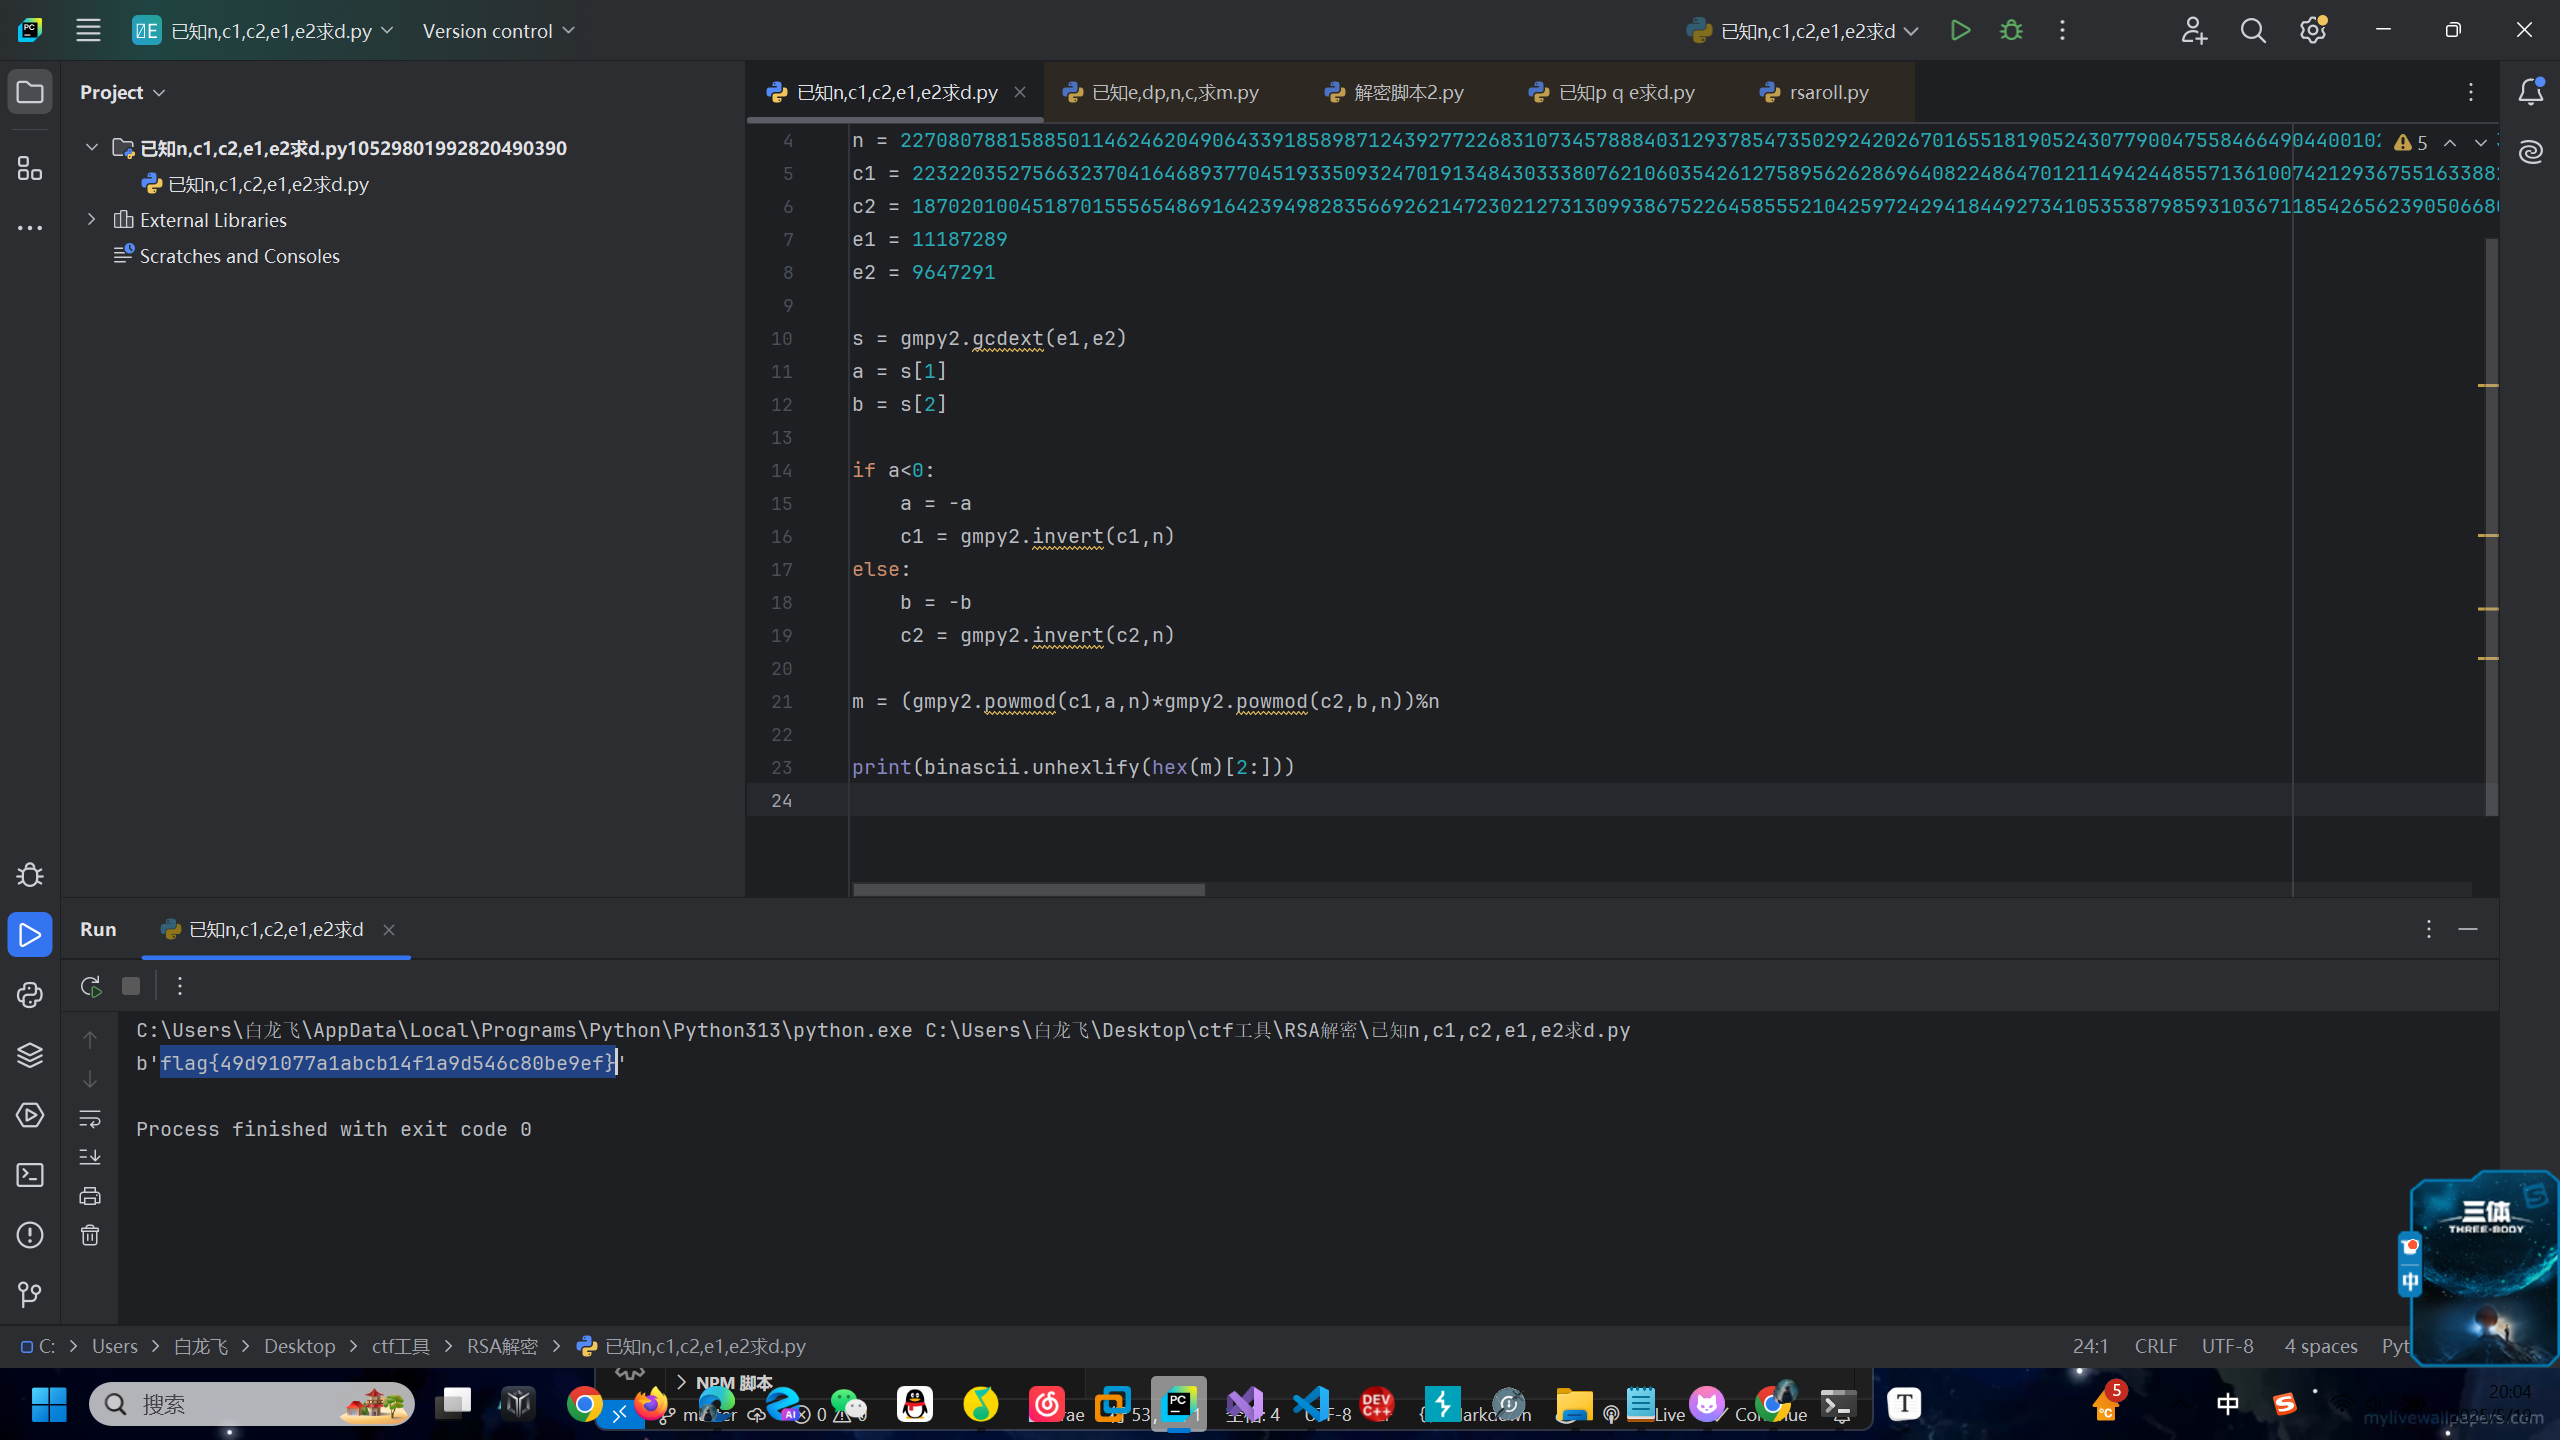 已知n,c1,c2,e1,e2求d.py
Version control
已知n,c1,c2,e1,e2求d
Project
已知n,c1,c2,e1,e2求d.py10529801992820490390
已知n,c1,c2,e1,e2求d.py
External Libraries
Scratches and Consoles
已知n,c1,c2,e1,e2求d.py
已知e,dp,n,c,求m.py
解密脚本2.py
已知p q e求d.py
rsaroll.py
5
4 n = 
5 c1 = 
6 c2 = 
7 e1 = 11187289
8 e2 = 9647291
9
10 s = gmpy2.gcdext(e1,e2)
11 a = s[1]
12 b = s[2]
13
14 if a<0:
15     a = -a
16     c1 = gmpy2.invert(c1,n)
17 else:
18     b = -b
19     c2 = gmpy2.invert(c2,n)
20
21 m = (gmpy2.powmod(c1,a,n)*gmpy2.powmod(c2,b,n))%n
22
23 print(binascii.unhexlify(hex(m)[2:]))
24
Run
已知n,c1,c2,e1,e2求d
C:\Users\白龙飞\AppData\Local\Programs\Python\Python313\python.exe C:\Users\白龙飞\Desktop\ctf工具\RSA解密\已知n,c1,c2,e1,e2求d.py
b'flag{49d91077a1abcb14f1a9d546c80be9ef}'
Process finished with exit code 0
三体
THREE-BODY
中
C: > Users > 白龙飞 > Desktop > ctf工具 > RSA解密 > 已知n,c1,c2,e1,e2求d.py
24:1 CRLF UTF-8 4 spaces
NPM 脚本
搜索
DEV C++
Live
5
°C
中
20:04
mylivewallpapers.com